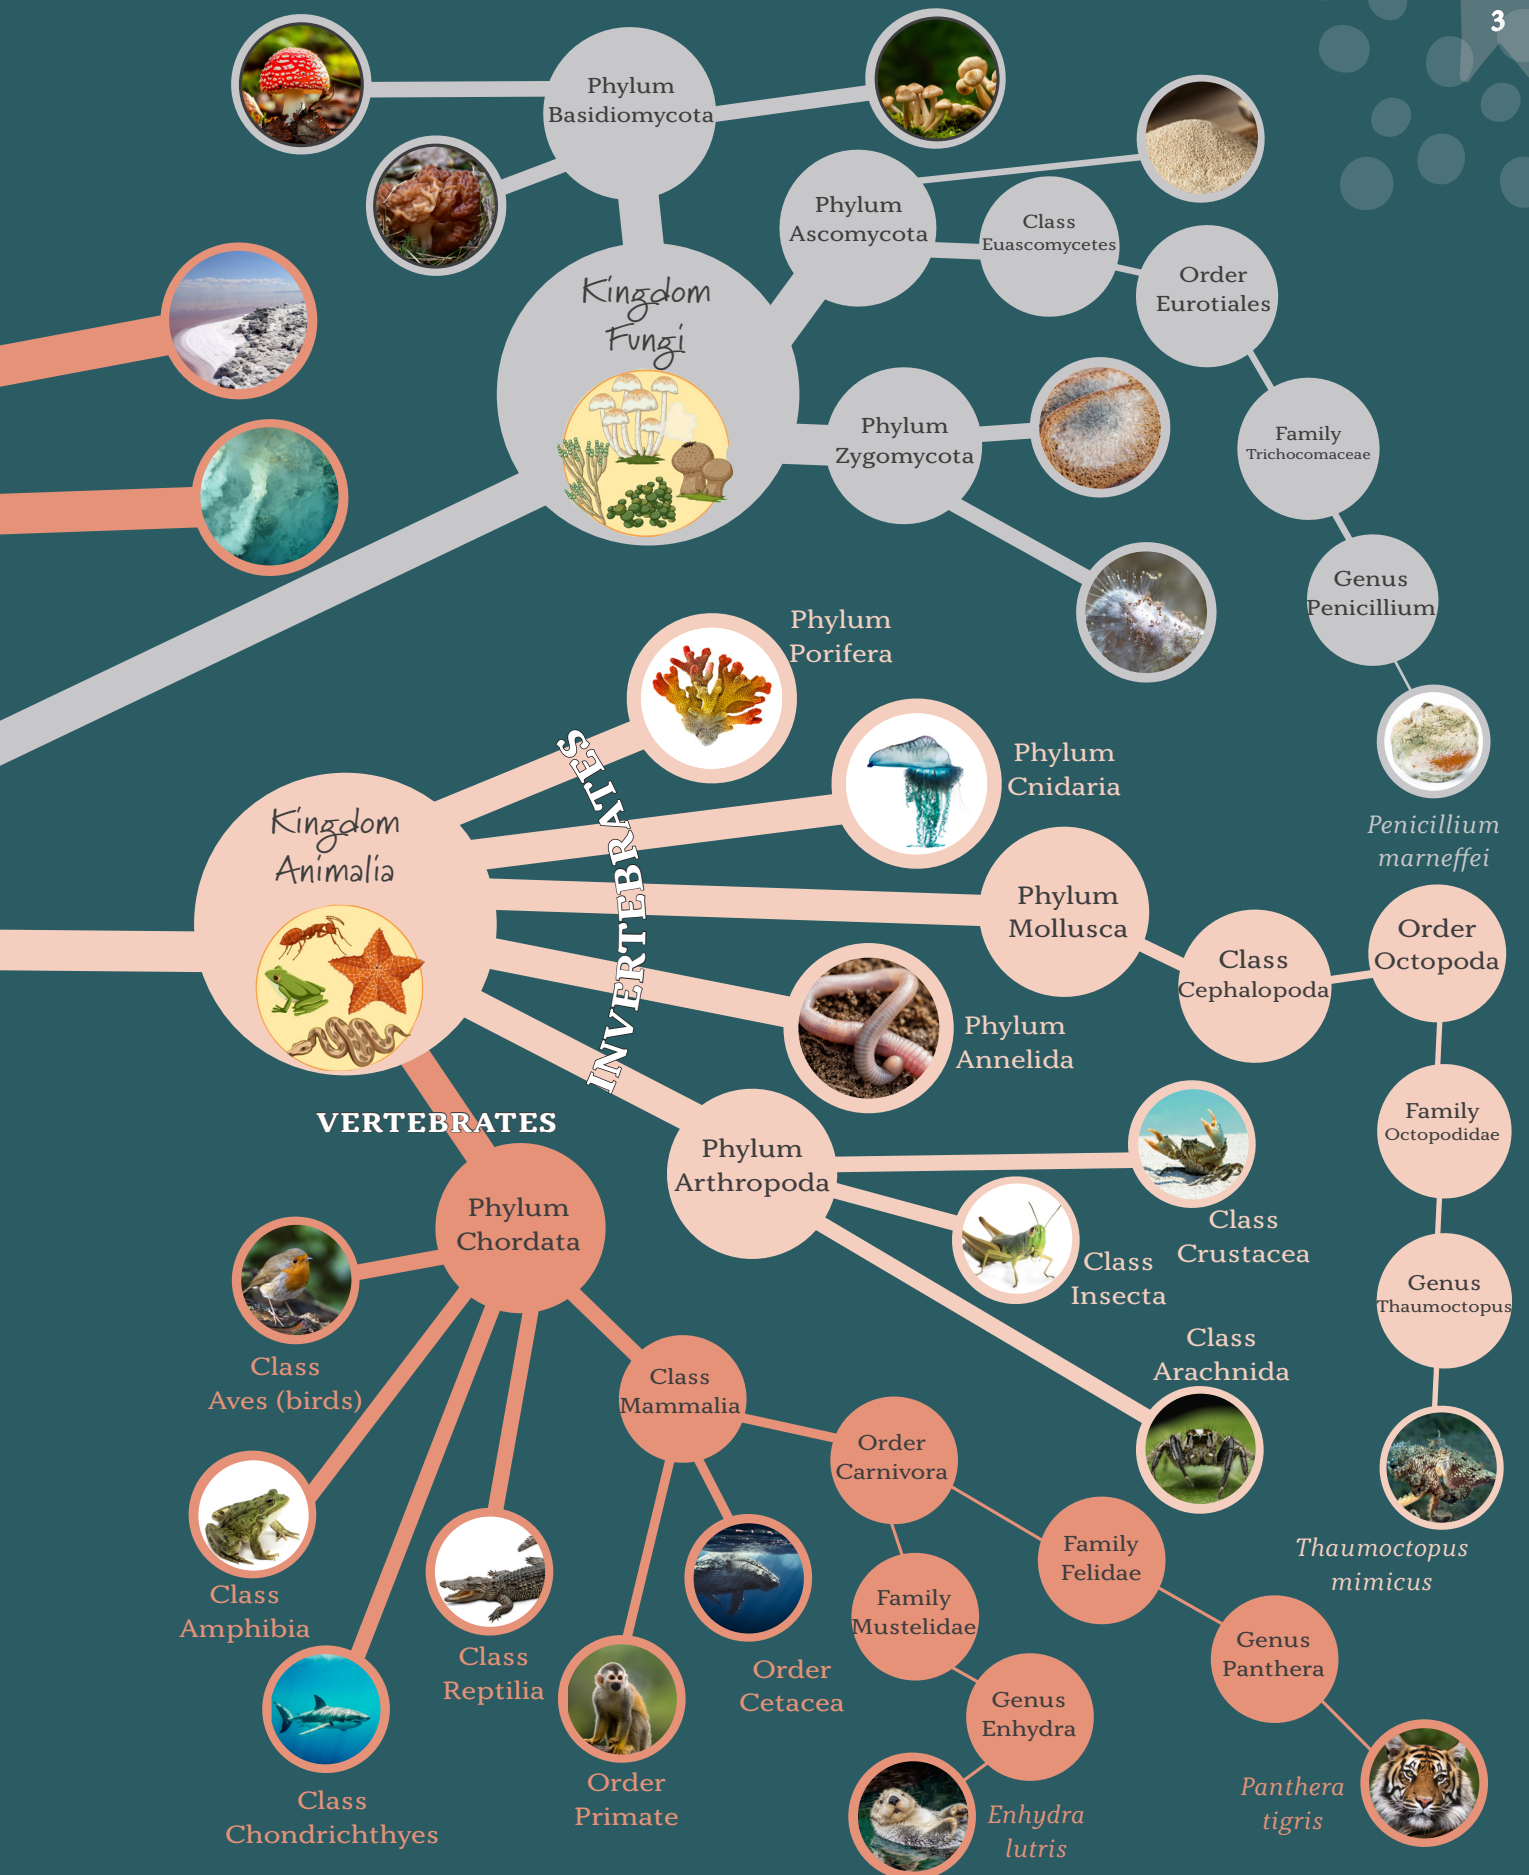 3
Phylum
Basidiomycota
Phylum
Ascomycota
Class
Euascomycetes
Order
Eurotiales
Kingdom
Fungi
Phylum
Zygomycota
Family
Trichocomaceae
Genus
Penicillium
Penicillium
marneffei
Phylum
Porifera
Phylum
Cnidaria
Kingdom
Animalia
INVERTEBRATES
Phylum
Mollusca
Class
Cephalopoda
Order
Octopoda
Phylum
Annelida
Family
Octopodidae
VERTEBRATES
Phylum
Arthropoda
Class
Crustacea
Class
Insecta
Class
Arachnida
Genus
Thaumoctopus
Thaumoctopus
mimicus
Phylum
Chordata
Class
Aves (birds)
Class
Mammalia
Order
Carnivora
Family
Felidae
Class
Amphibia
Class
Reptilia
Order
Cetacea
Family
Mustelidae
Genus
Panthera
Genus
Enhydra
Class
Chondrichthyes
Order
Primate
Enhydra
lutris
Panthera
tigris